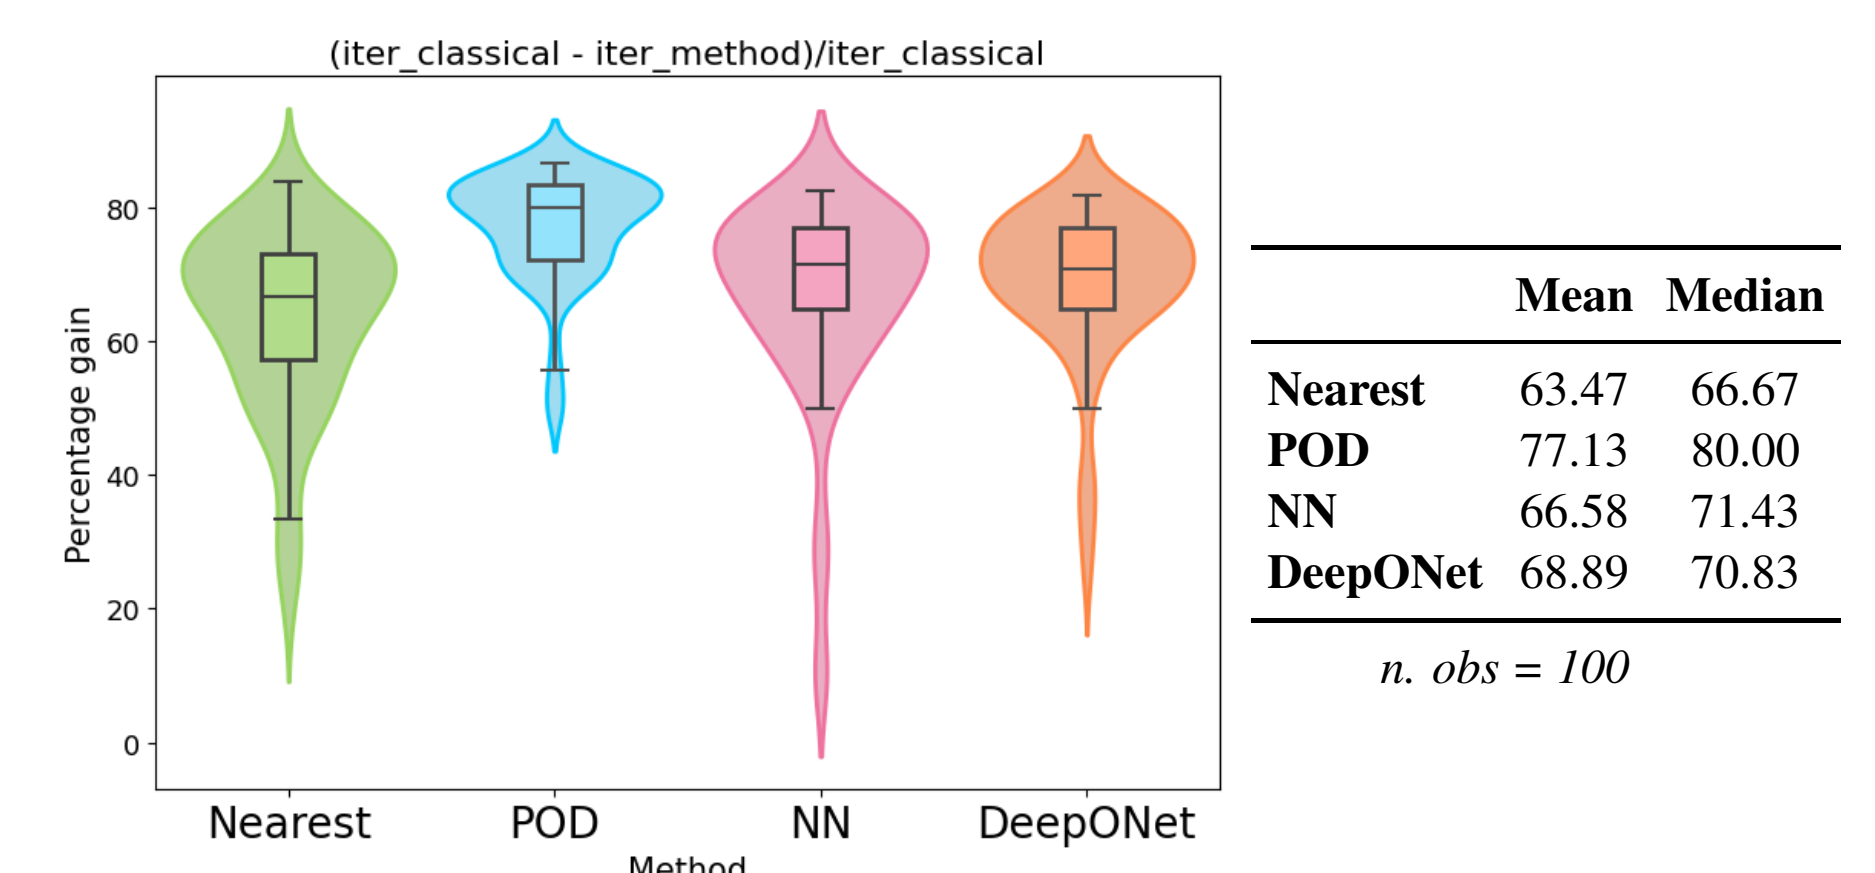 (iter_classical - iter_method)/iter_classical
Percentage gain
80
60
40
20
0
Nearest POD NN DeepONet
Method
Mean Median
Nearest 63.47 66.67
POD 77.13 80.00
NN 66.58 71.43
DeepONet 68.89 70.83
n. obs = 100